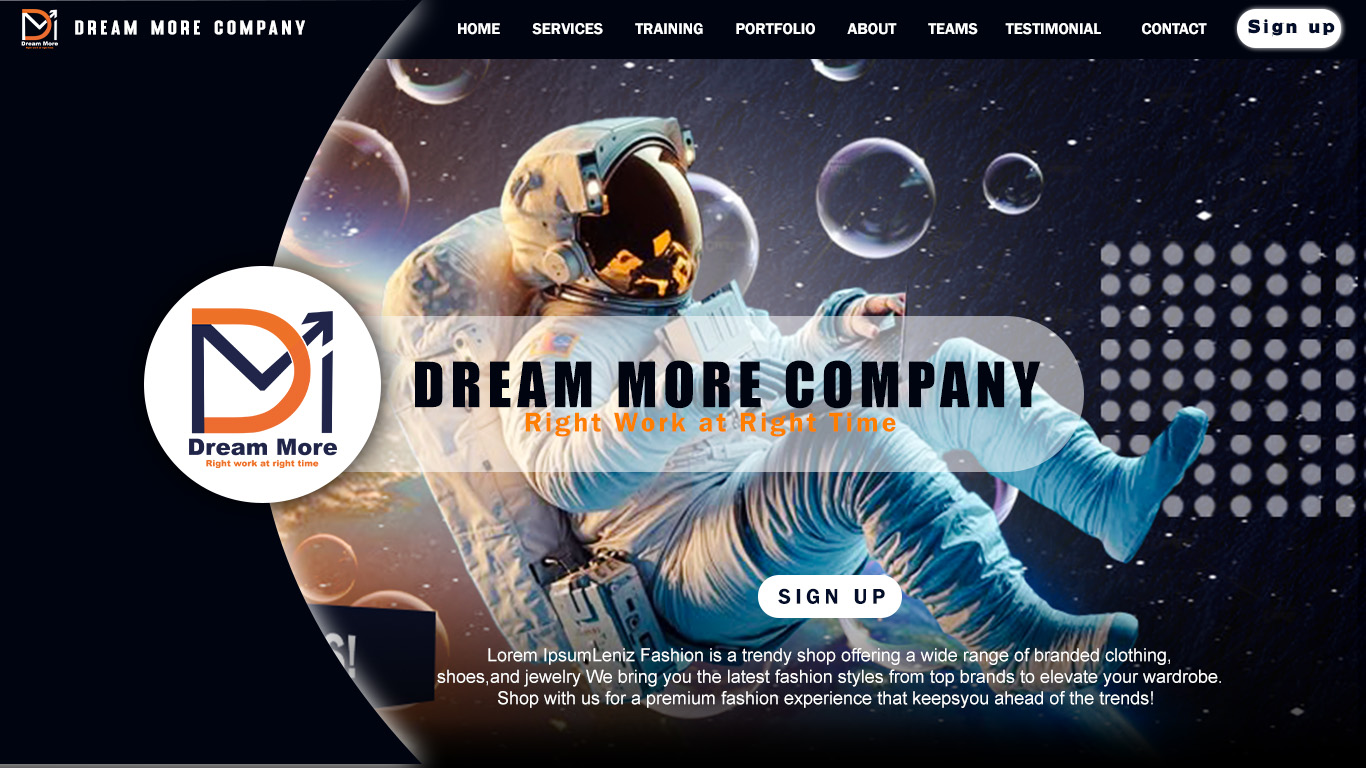 DREAM MORE COMPANY
HOME SERVICES TRAINING PORTFOLIO ABOUT TEAMS TESTIMONIAL CONTACT Sign up
Dream More
DREAM MORE COMPANY
Right Work at Right Time
Dream More
Right work at right time
SIGN UP
S!
Lorem IpsumLeniz Fashion is a trendy shop offering a wide range of branded clothing,
shoes,and jewelry We bring you the latest fashion styles from top brands to elevate your wardrobe.
Shop with us for a premium fashion experience that keepsyou ahead of the trends!